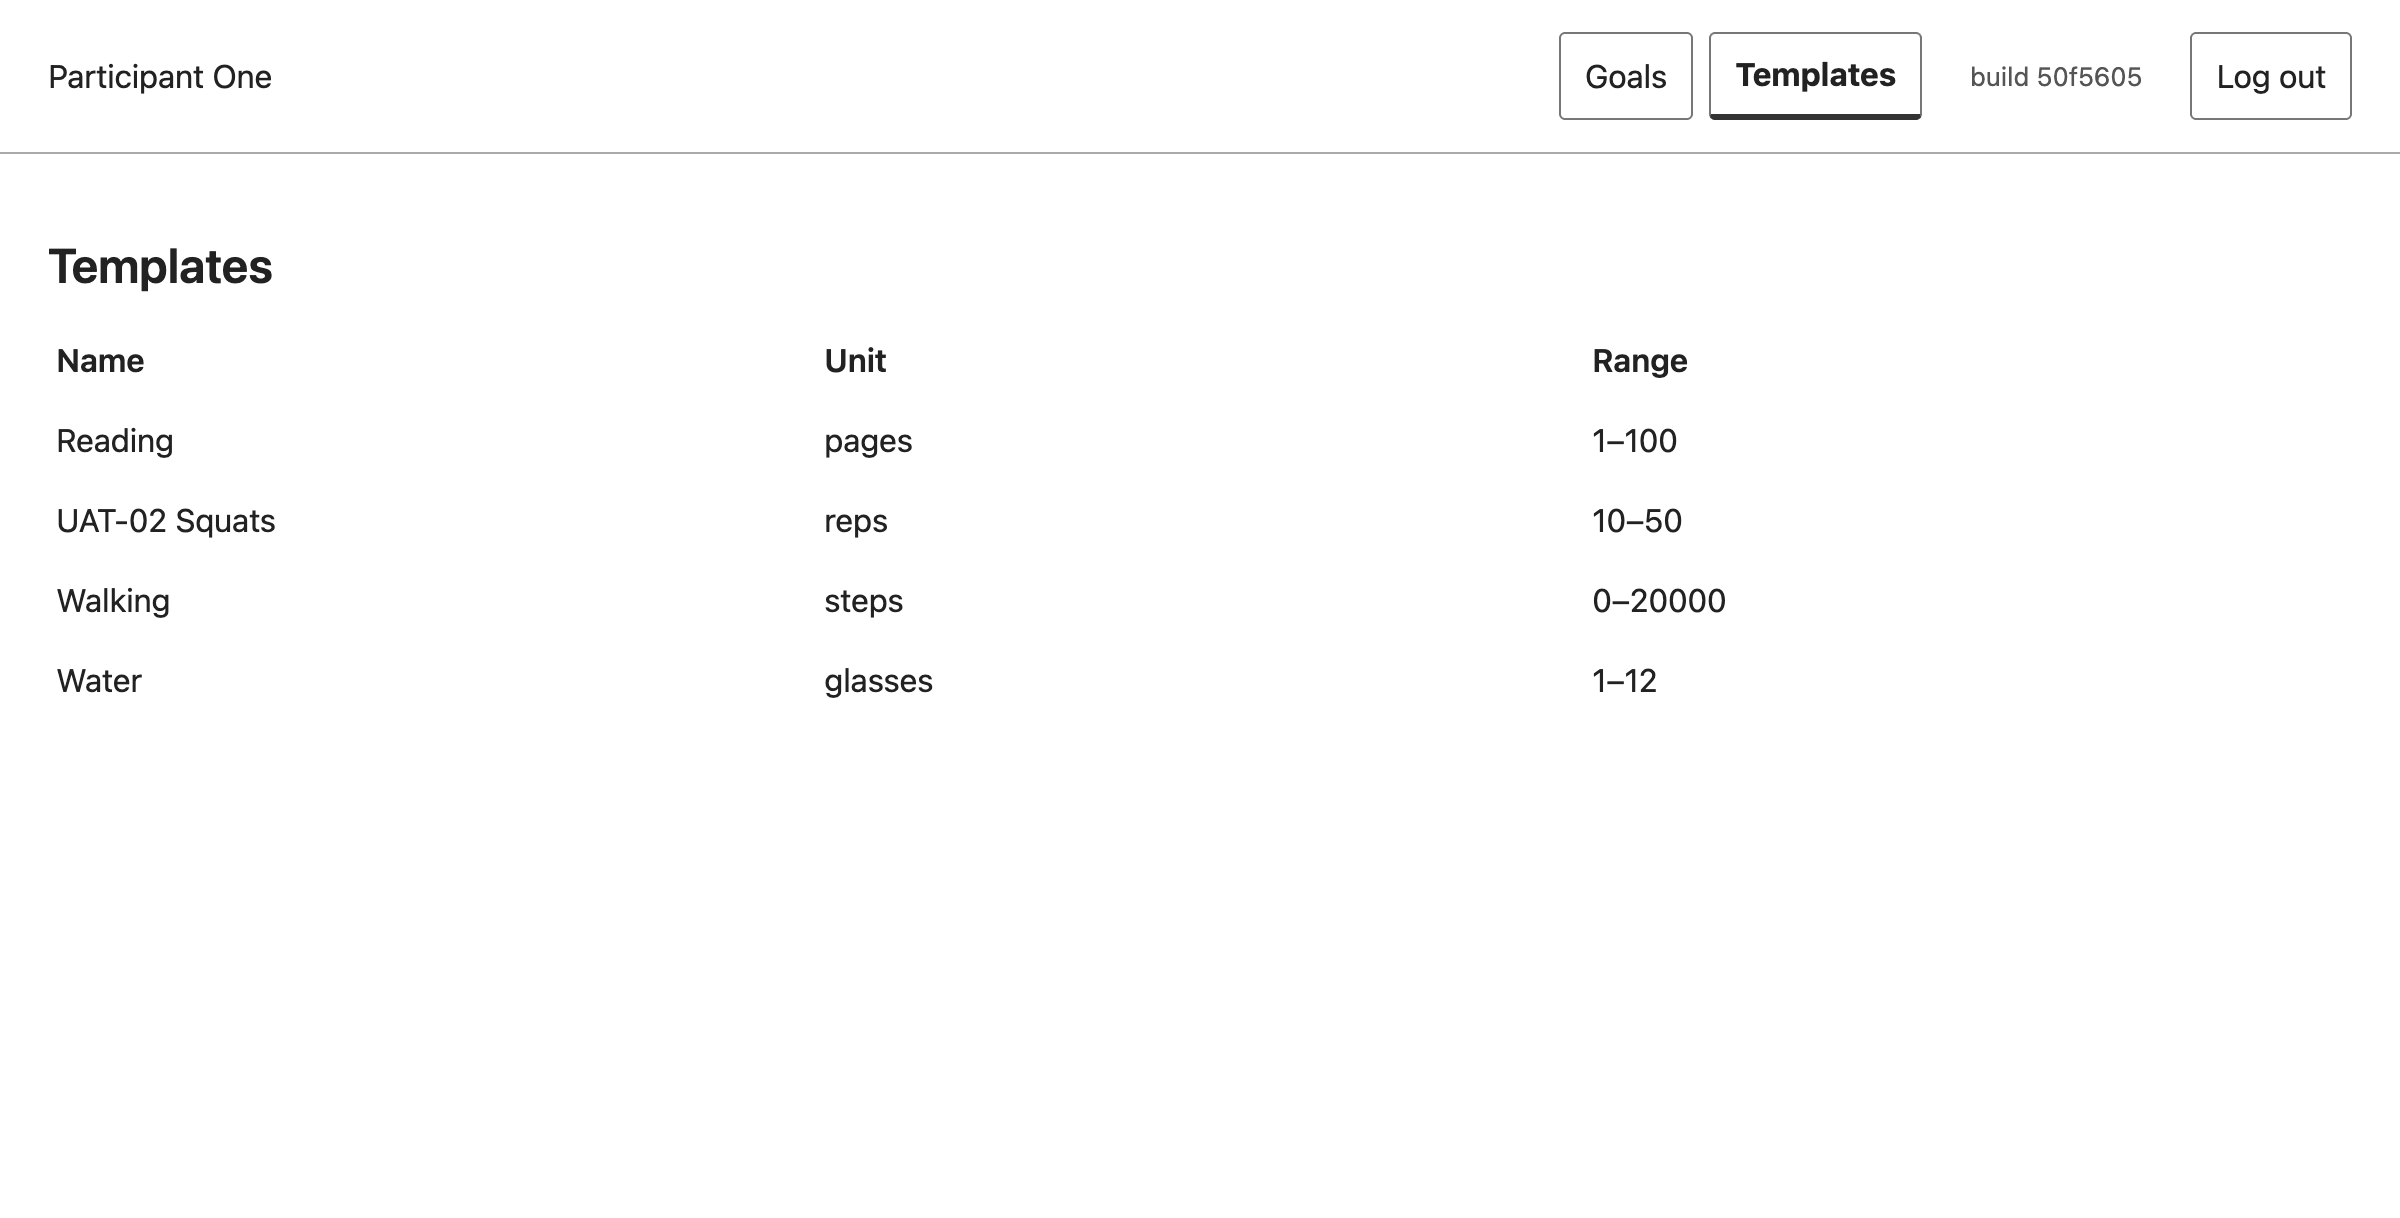 Participant One Goals Templates build 50f5605 Log out
Templates
Name Unit Range
Reading pages 1–100
UAT-02 Squats reps 10–50
Walking steps 0–20000
Water glasses 1–12